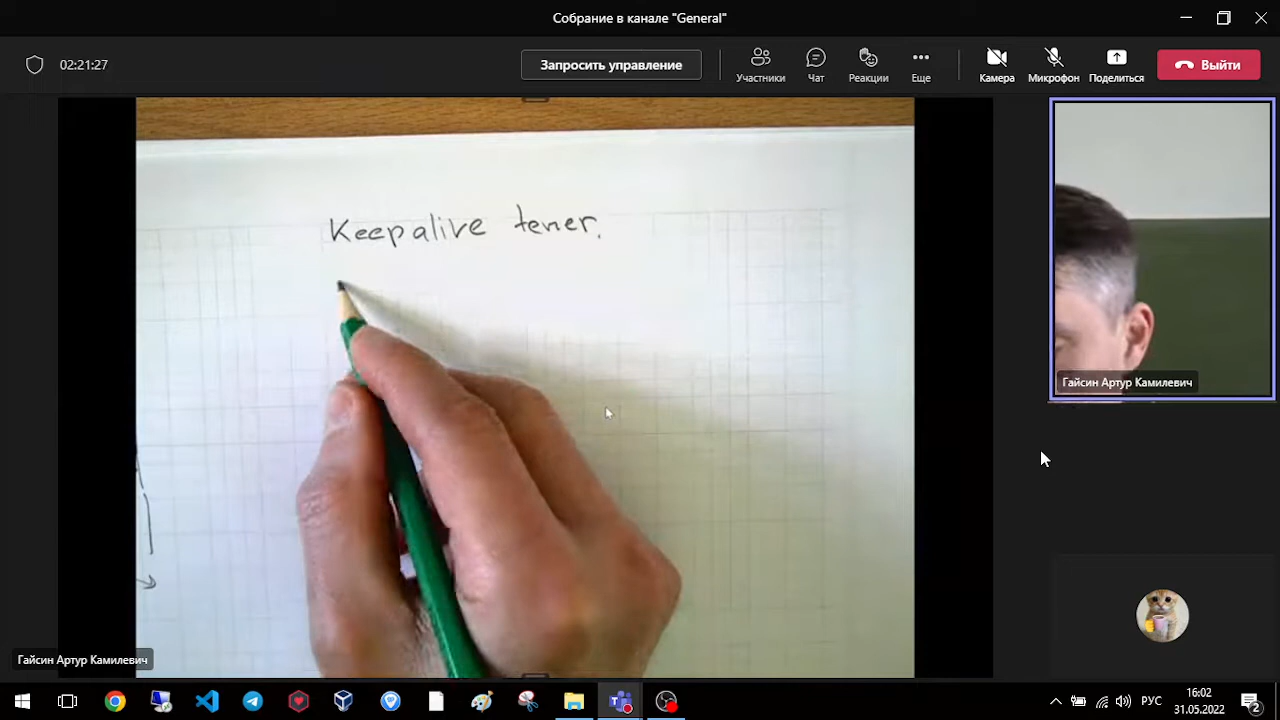 Собрание в канале "General"
02:21:27
Запросить управление
Участники
Чат
Реакции
Еще
Камера
Микрофон
Поделиться
Выйти
Keepalive tener.
Гайсин Артур Камилевич
Гайсин Артур Камилевич
РУС
16:02
31.05.2022
2